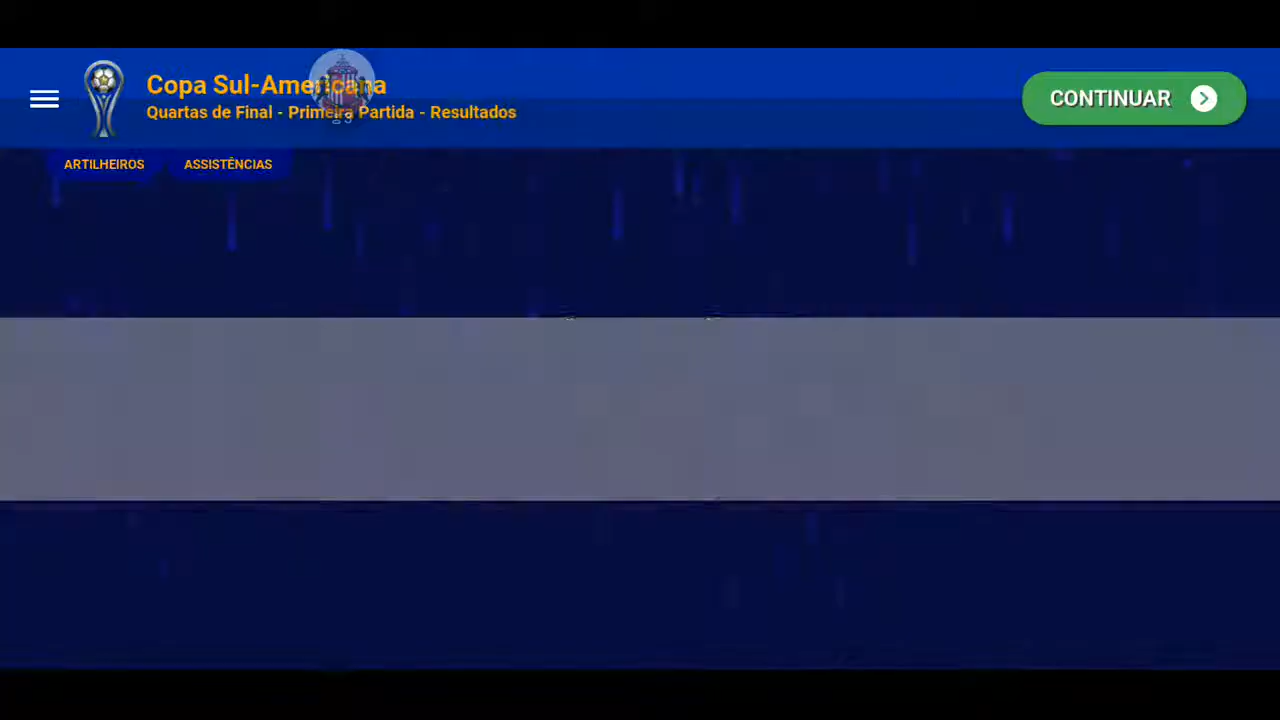 Copa Sul-Americana
Quartas de Final - Primeira Partida - Resultados
CONTINUAR
ARTILHEIROS
ASSISTÊNCIAS